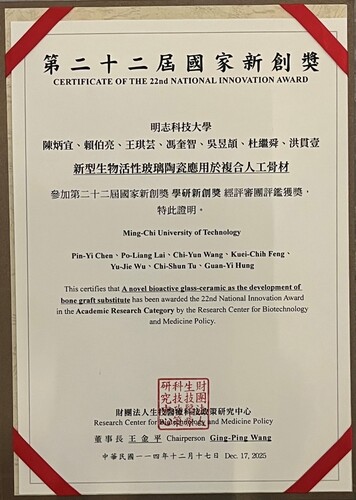 第二十二屆國家新創獎
CERTIFICATE OF THE 22nd NATIONAL INNOVATION AWARD
明志科技大學
陳炳宜、賴伯亮、王琪芸、馮奎智、吳昱頡、杜繼舜、洪貫壹
新型生物活性玻璃陶瓷應用於複合人工骨材
參加第二十二屆國家新創獎 學研新創獎 經評審團評鑑獲獎，
特此證明。
Ming-Chi University of Technology
Pin-Yi Chen、Po-Liang Lai、Chi-Yun Wang、Kuei-Chih Feng、
Yu-Jie Wu、Chi-Shun Tu、Guan-Yi Hung
This certifies that A novel bioactive glass-ceramic as the development of
bone graft substitute has been awarded the 22nd National Innovation Award
in the Academic Research Category by the Research Center for Biotechnology
and Medicine Policy.
財團法人生技醫療科技政策研究中心
Research Center for Biotechnology and Medicine Policy
董事長 王金平 Chairperson Ging-Ping Wang
中華民國一一四年十二月十七日 Dec. 17, 2025